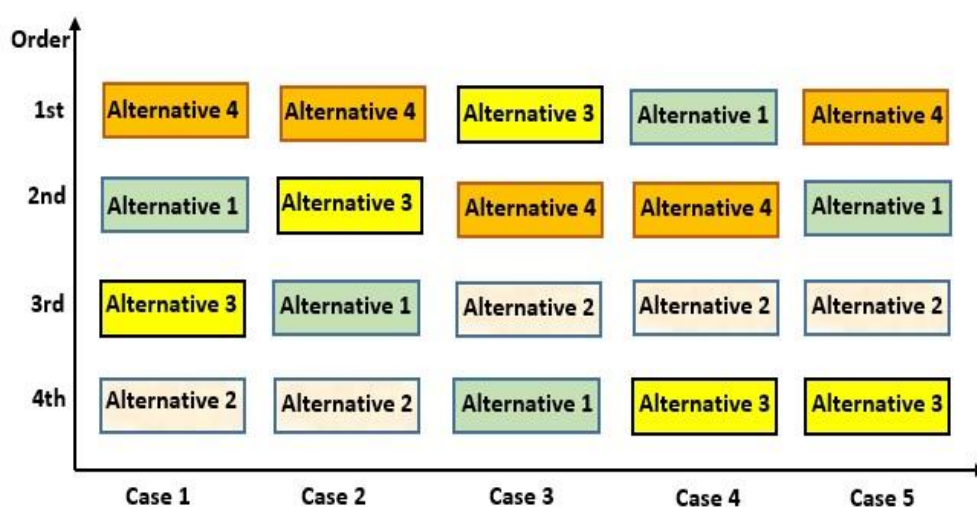 Order
1st
Alternative 4
Alternative 4
Alternative 3
Alternative 1
Alternative 4
2nd
Alternative 1
Alternative 3
Alternative 4
Alternative 4
Alternative 1
3rd
Alternative 3
Alternative 1
Alternative 2
Alternative 2
Alternative 2
4th
Alternative 2
Alternative 2
Alternative 1
Alternative 3
Alternative 3
Case 1
Case 2
Case 3
Case 4
Case 5